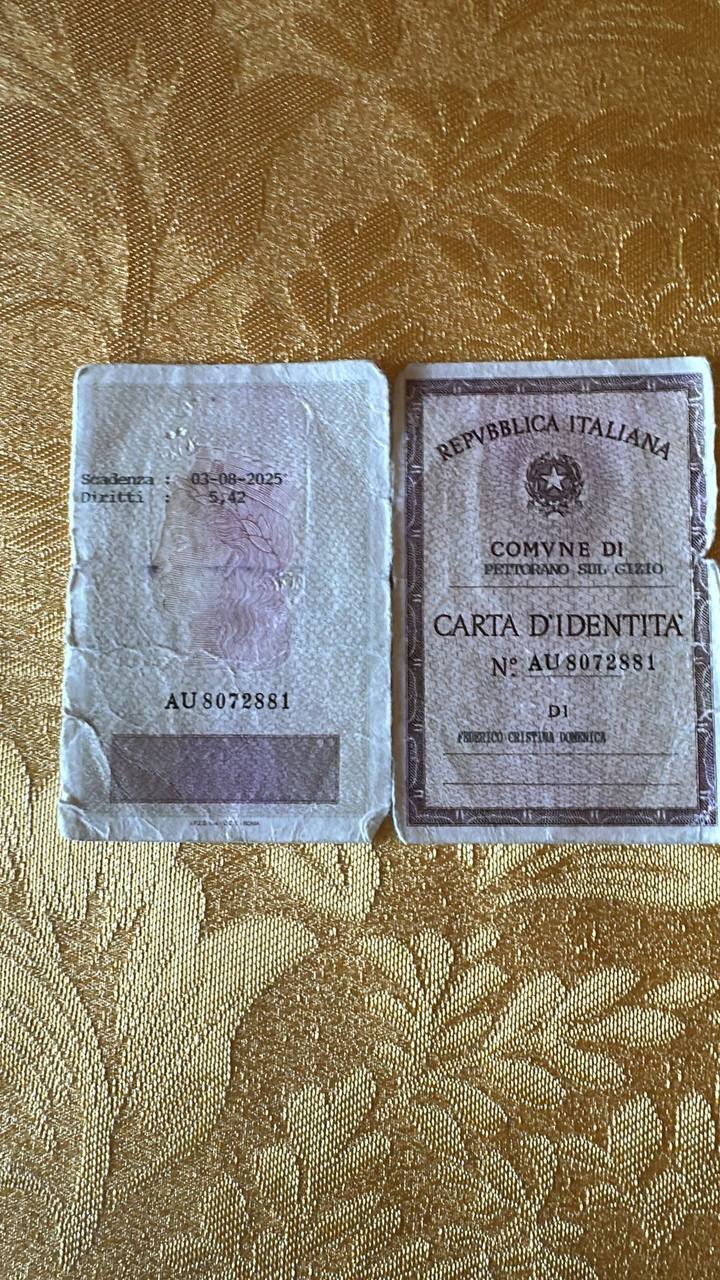 Scadenza : 03-08-2025
Diritti : 5,42
AU 8072881
REPVBBLICA ITALIANA
COMVNE DI
PETTORANO SUL GIZIO
CARTA D'IDENTITA'
Nº AU 8072881
DI
FEDERICO CRISTINA DOMENICA